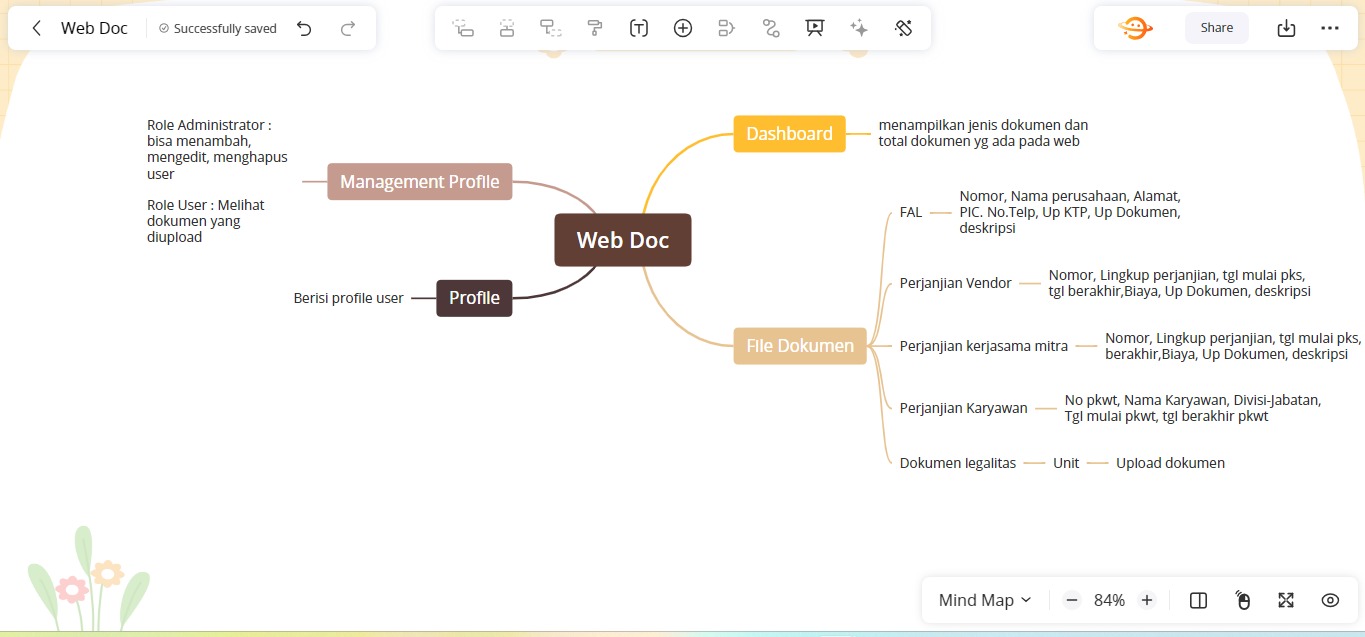 Web Doc
Successfully saved
Share
Role Administrator :
bisa menambah,
mengedit, menghapus
user
Role User : Melihat
dokumen yang
diupload
Management Profile
Berisi profile user
Profile
Web Doc
Dashboard
menampilkan jenis dokumen dan
total dokumen yg ada pada web
File Dokumen
FAL
Nomor, Nama perusahaan, Alamat,
PIC. No.Telp, Up KTP, Up Dokumen,
deskripsi
Perjanjian Vendor
Nomor, Lingkup perjanjian, tgl mulai pks,
tgl berakhir,Biaya, Up Dokumen, deskripsi
Perjanjian kerjasama mitra
Nomor, Lingkup perjanjian, tgl mulai pks,
berakhir,Biaya, Up Dokumen, deskripsi
Perjanjian Karyawan
No pkwt, Nama Karyawan, Divisi-Jabatan,
Tgl mulai pkwt, tgl berakhir pkwt
Dokumen legalitas
Unit
Upload dokumen
Mind Map
84%